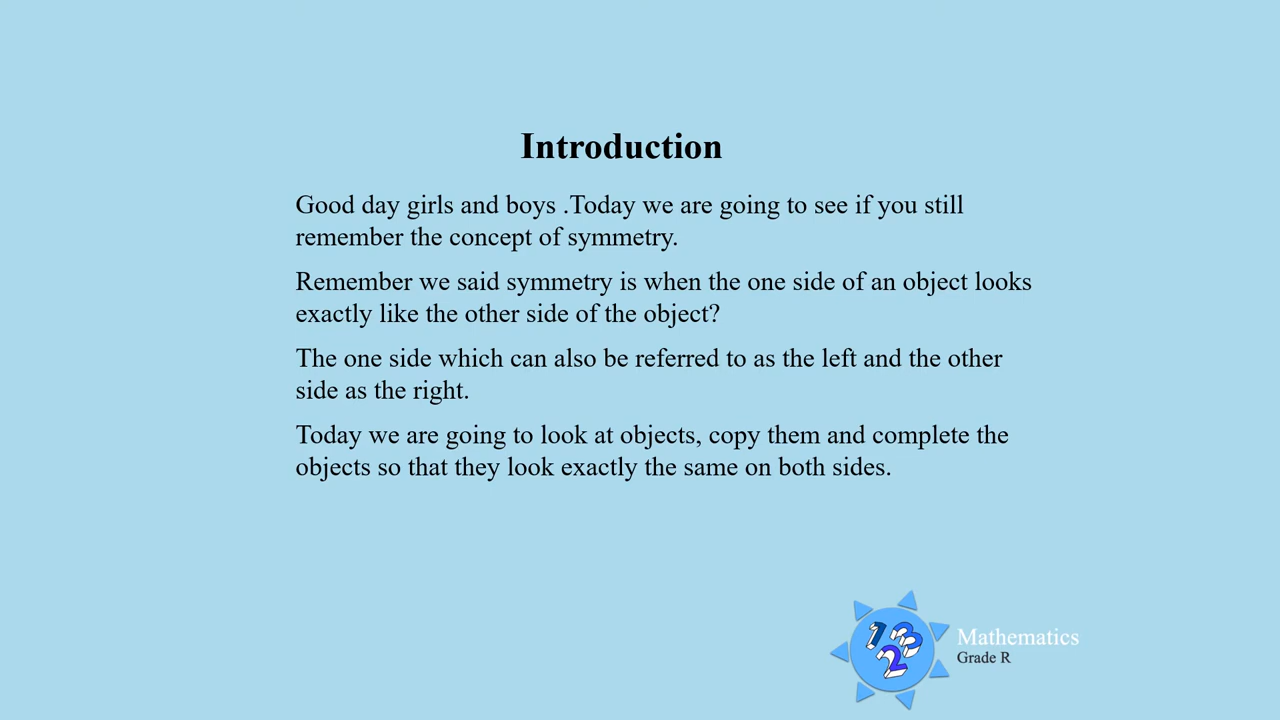 Introduction
Good day girls and boys .Today we are going to see if you still
remember the concept of symmetry.
Remember we said symmetry is when the one side of an object looks
exactly like the other side of the object?
The one side which can also be referred to as the left and the other
side as the right.
Today we are going to look at objects, copy them and complete the
objects so that they look exactly the same on both sides.
1 2 3
Mathematics
Grade R